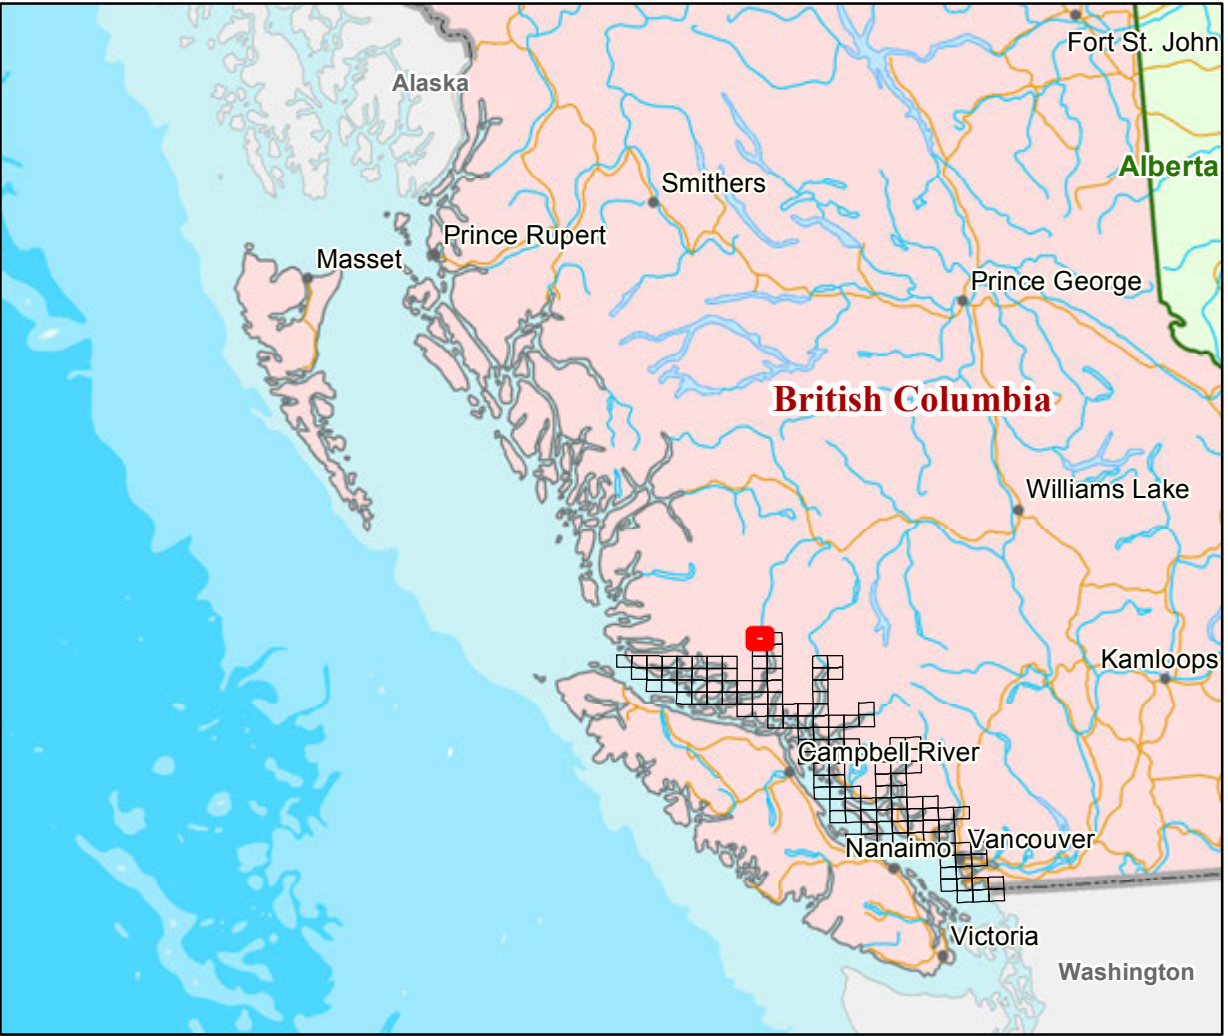 Fort St. John
Alaska
Alberta
Smithers
Prince Rupert
Masset
Prince George
British Columbia
Williams Lake
Kamloops
Campbell River
Vancouver
Nanaimo
Victoria
Washington